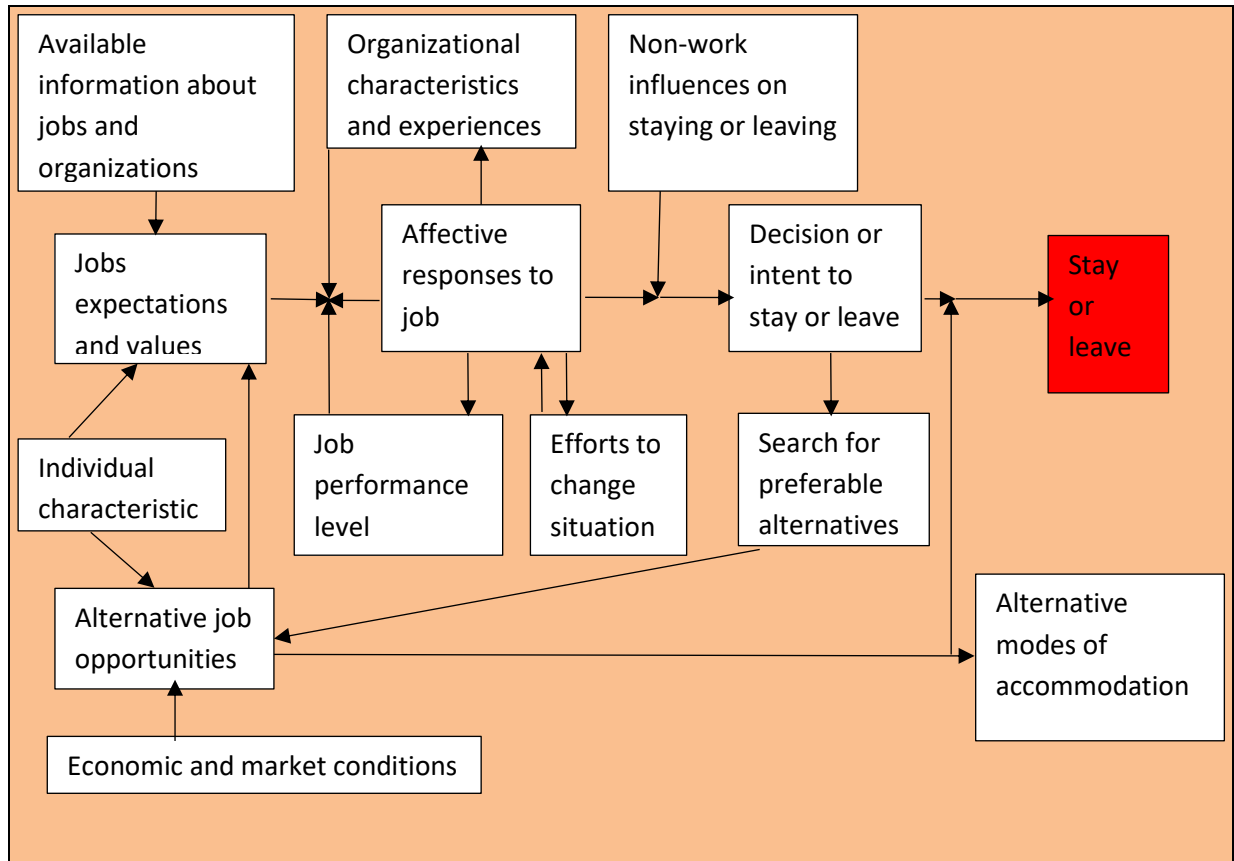 Available
information about
jobs and
organizations
Organizational
characteristics
and experiences
Non-work
influences on
staying or leaving
Jobs
expectations
and values
Affective
responses to
job
Decision or
intent to
stay or leave
Stay
or
leave
Individual
characteristic
Job
performance
level
Efforts to
change
situation
Search for
preferable
alternatives
Alternative job
opportunities
Alternative
modes of
accommodation
Economic and market conditions